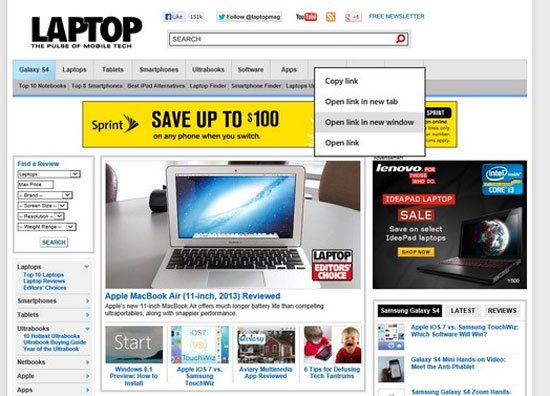 LAPTOP
THE PULSE OF MOBILE TECH
Like 151k Follow @laptopmag YouTube FREE NEWSLETTER
SEARCH
Galaxy S4 Laptops Tablets Smartphones Ultrabooks Software Apps
Top 10 Notebooks Top 8 Smartphones Best iPad Alternatives Laptop Finder Smartphone Finder Laptops
Copy link
Open link in new tab
Open link in new window
Open link
Sprint
SAVE UP TO $100
on any phone when you switch.
SPRINT
Find a Review
Laptops
Max Price
-- Brand --
-- Screen Size --
-- Resolution --
-- Weight Range --
SEARCH
Laptops
Top 10 Laptops
Laptop Reviews
Editors' Choices
Smartphones
Tablets
Ultrabooks
10 Hottest Ultrabooks
Ultrabook Buying Guide
Year of the Ultrabook
Netbooks
Apple
Apps
LAPTOP
EDITORS'
CHOICE
Apple MacBook Air (11-inch, 2013) Reviewed
Apple's new 11-inch MacBook Air offers much longer battery life than competing
ultraportables, along with snappier performance.
Start
iOS 7
VS.
TouchWiz
Aviary
Windows 8.1
Preview: How to
Install
Apple iOS 7 vs.
Samsung
TouchWiz
Aviary Multimedia
App Reviewed
6 Tips for Defusing
Tech Tantrums
lenovo FOR
THOSE
WHO DO.
intel inside
CORE i3
IDEAPAD LAPTOP
SALE
Save on select
IdeaPad laptops
Y500
Samsung Galaxy S4 LATEST REVIEWS
Apple iOS 7 vs. Samsung TouchWiz:
Which Software Will Win?
Galaxy S4 Mini Hands-on Video:
Meet the Anti-Phablet
Samsung Galaxy S4 Zoom Hands-